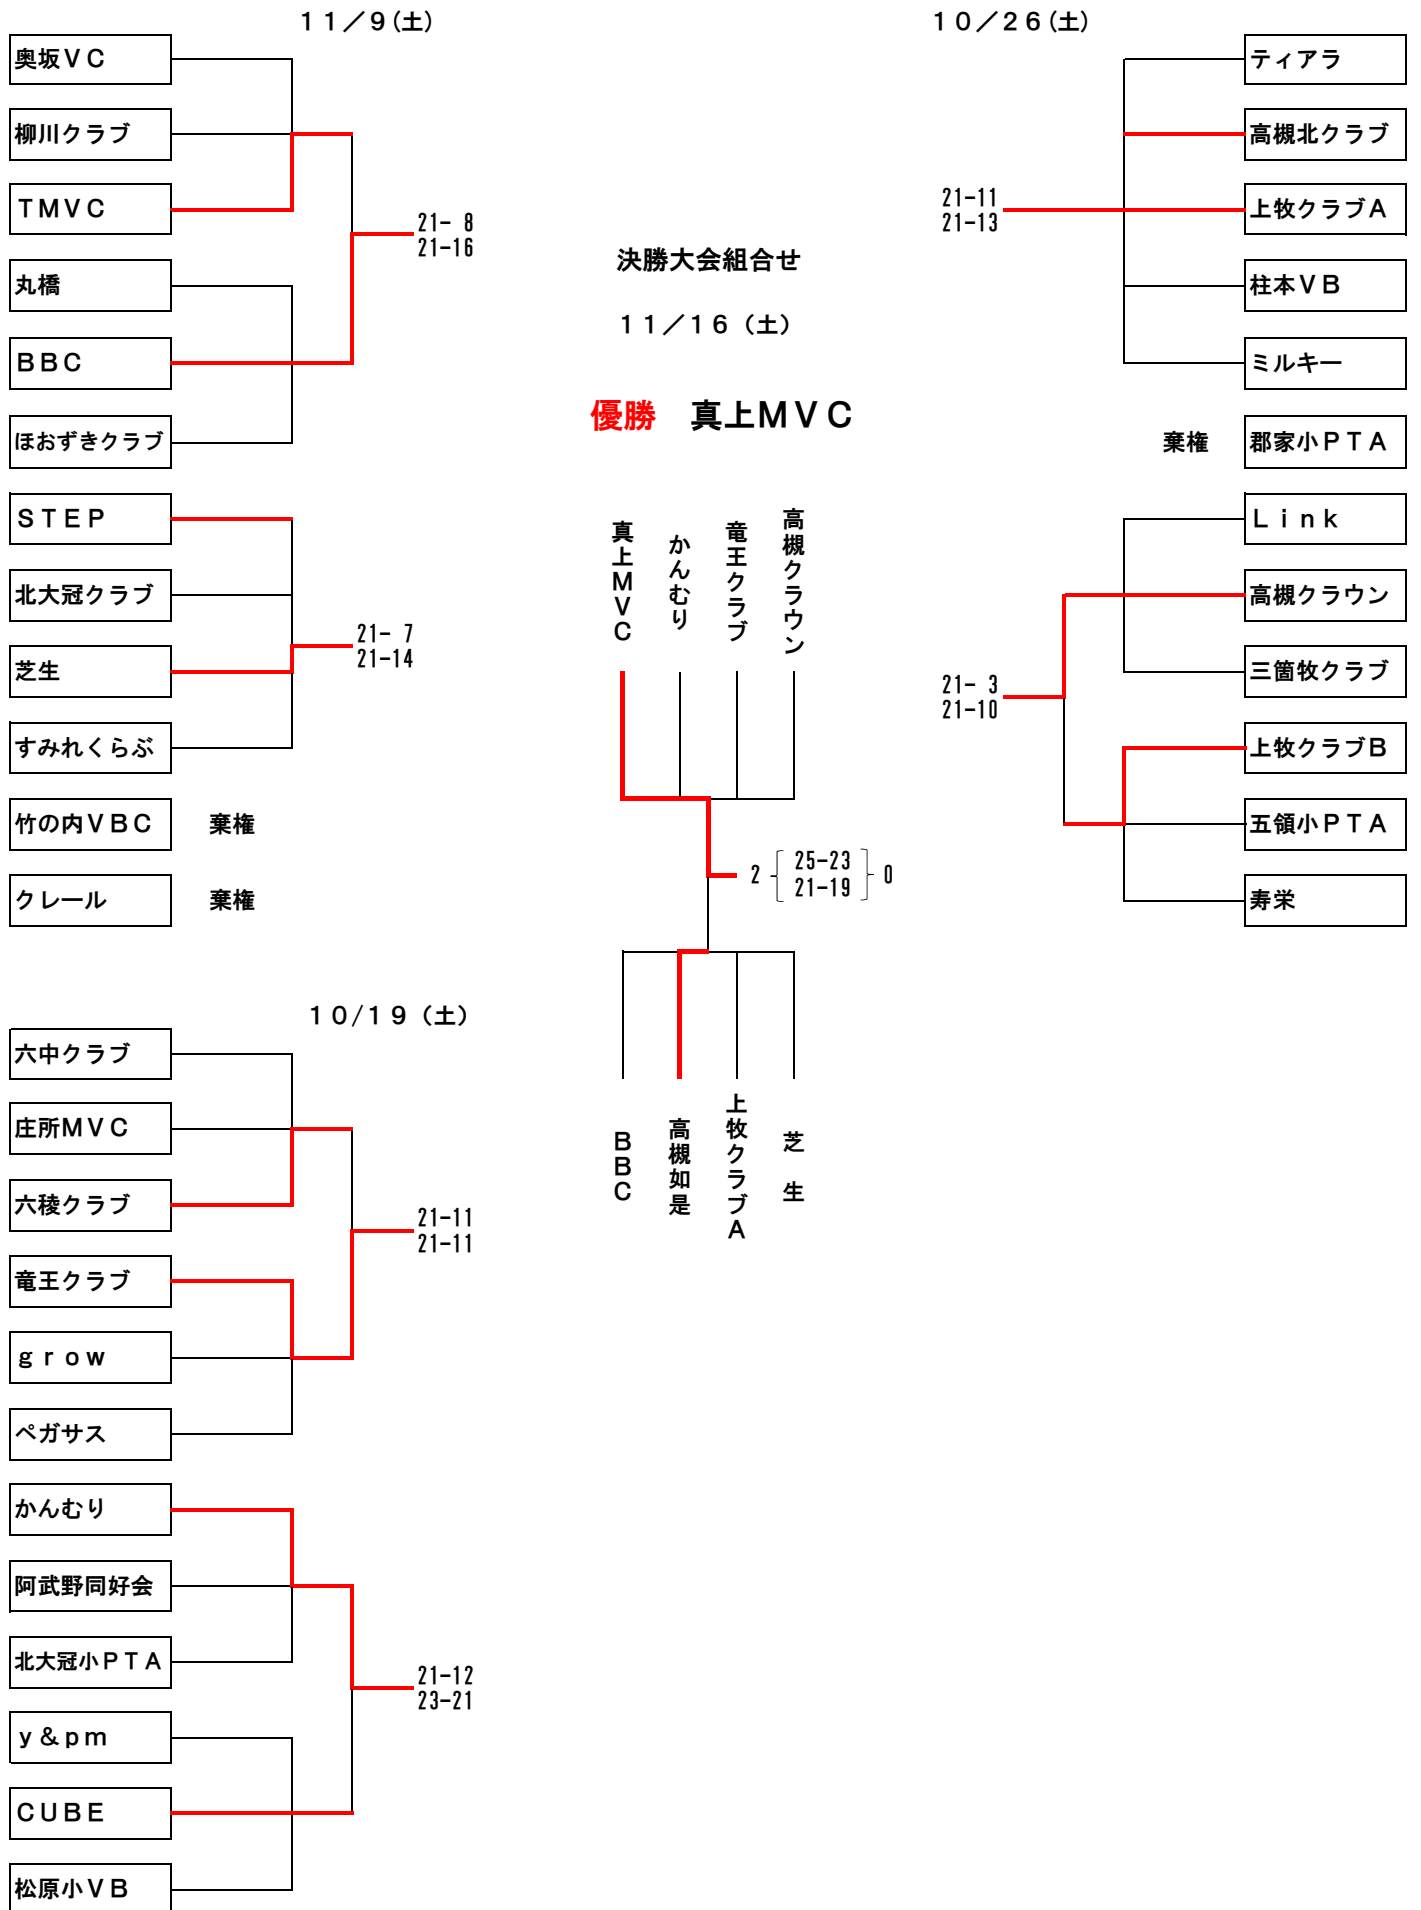 １１／９(土)
奥坂ＶＣ
柳川クラブ
ＴＭＶＣ
丸橋
ＢＢＣ
ほおずきクラブ
21- 8
21-16
ＳＴＥＰ
北大冠クラブ
芝生
すみれくらぶ
21- 7
21-14
竹の内ＶＢＣ 棄権
クレール 棄権
決勝大会組合せ
１１／１６（土）
優勝 真上ＭＶＣ
真上ＭＶＣ
かんむり
竜王クラブ
高槻クラウン
2 25-23 0
21-19
ＢＢＣ
高槻如是
上牧クラブＡ
芝生
１０／２６(土)
ティアラ
高槻北クラブ
上牧クラブＡ
柱本ＶＢ
ミルキー
21-11
21-13
棄権 郡家小ＰＴＡ
Ｌｉｎｋ
高槻クラウン
三箇牧クラブ
上牧クラブＢ
五領小ＰＴＡ
寿栄
21- 3
21-10
１０/１９（土）
六中クラブ
庄所ＭＶＣ
六稜クラブ
竜王クラブ
ｇｒｏｗ
ペガサス
21-11
21-11
かんむり
阿武野同好会
北大冠小ＰＴＡ
ｙ＆ｐｍ
ＣＵＢＥ
松原小ＶＢ
21-12
23-21